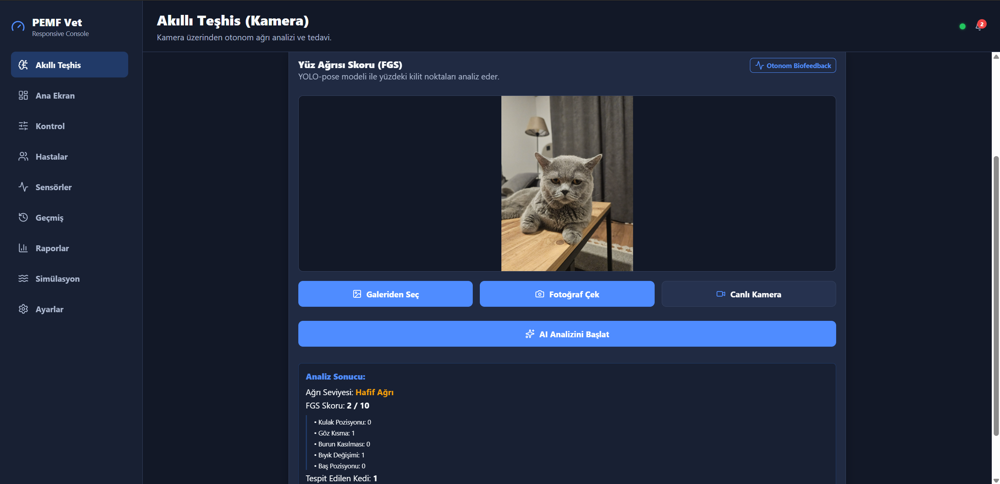 PEMF Vet
Responsive Console
Akıllı Teşhis
Ana Ekran
Kontrol
Hastalar
Sensörler
Geçmiş
Raporlar
Simülasyon
Ayarlar
Akıllı Teşhis (Kamera)
Kamera üzerinden otonom ağrı analizi ve tedavi.
2
Yüz Ağrısı Skoru (FGS)
YOLO-pose modeli ile yüzdeki kilit noktaları analiz eder.
Otonom Biofeedback
Galeriden Seç
Fotoğraf Çek
Canlı Kamera
AI Analizini Başlat
Analiz Sonucu:
Ağrı Seviyesi: Hafif Ağrı
FGS Skoru: 2 / 10
• Kulak Pozisyonu: 0
• Göz Kısma: 1
• Burun Kasılması: 0
• Bıyık Değişimi: 1
• Baş Pozisyonu: 0
Tespit Edilen Kedi: 1